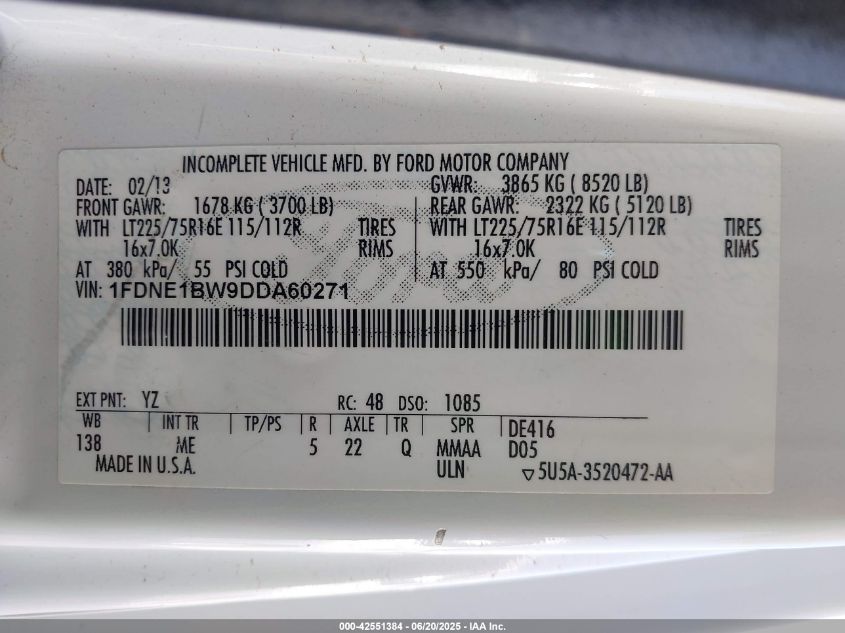 INCOMPLETE VEHICLE MFD. BY FORD MOTOR COMPANY
DATE: 02/13 GVWR: 3865 KG ( 8520 LB)
FRONT GAWR: 1678 KG ( 3700 LB) REAR GAWR: 2322 KG ( 5120 LB)
WITH LT225/75R16E 115/112R TIRES WITH LT225/75R16E 115/112R TIRES
16x7.0K RIMS 16x7.0K RIMS
AT 380 kPa/ 55 PSI COLD AT 550 kPa/ 80 PSI COLD
VIN: 1FDNE1BW9DDA60271
Ford
EXT PNT: YZ RC: 48 DSO: 1085
WB INT TR TP/PS R AXLE TR SPR DE416
138 ME 5 22 Q MMAA D05
MADE IN U.S.A. ULN 5U5A-3520472-AA
000-42551384 - 06/20/2025 - IAA Inc.